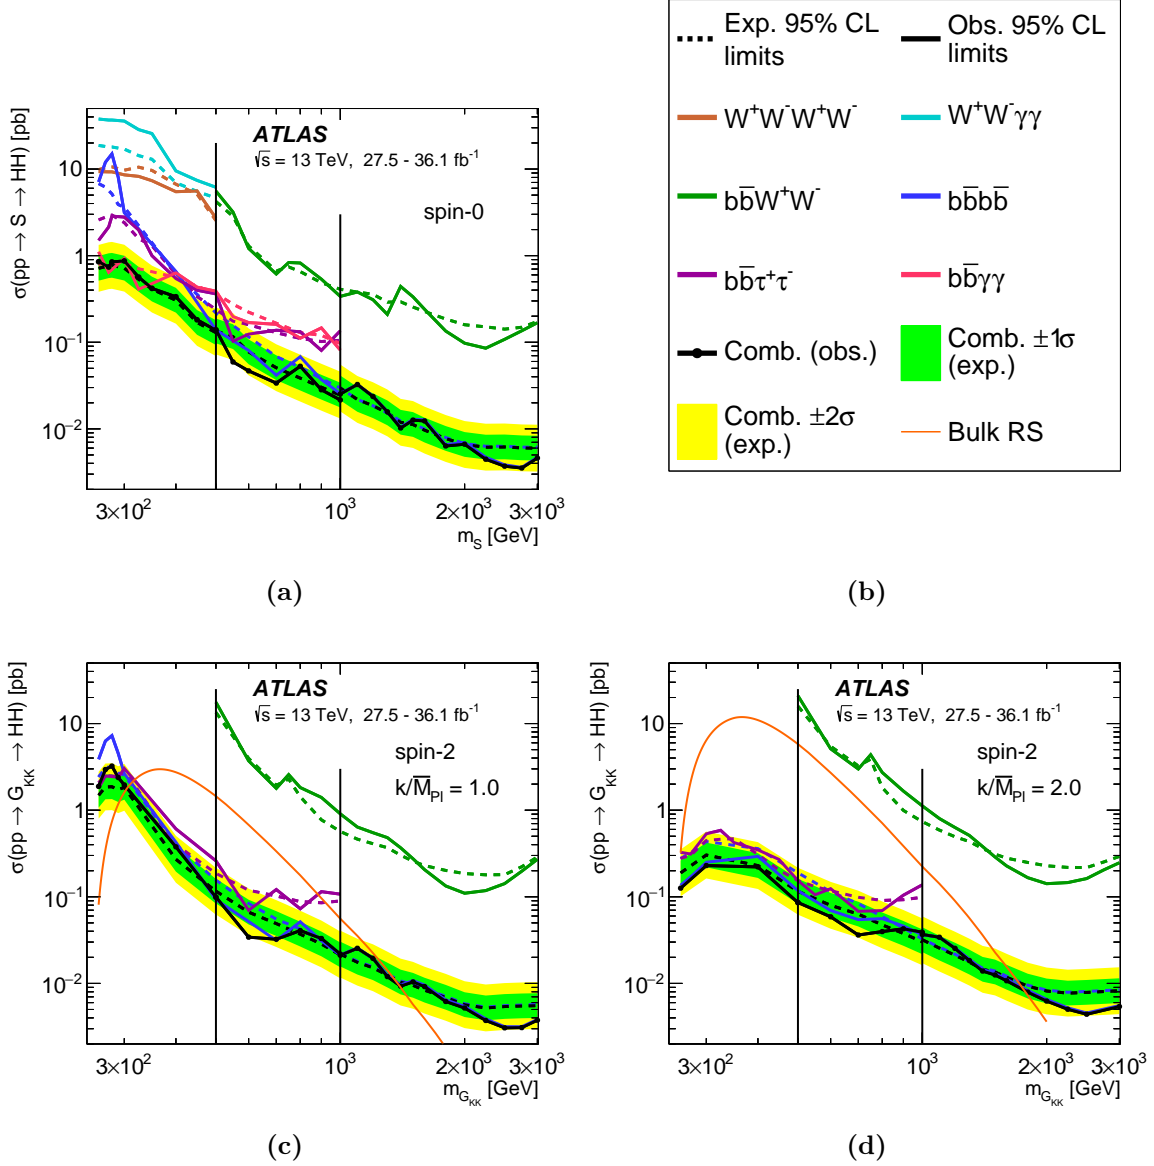 Exp. 95% CL limits
Obs. 95% CL limits
W⁺W⁻W⁺W⁻
W⁺W⁻γγ
bb̅W⁺W⁻
bb̅bb̅
bb̅τ⁺τ⁻
bb̅γγ
Comb. (obs.)
Comb. ±1σ (exp.)
Comb. ±2σ (exp.)
Bulk RS
(b)
σ(pp → S → HH) [pb]
10
1
10⁻¹
10⁻²
ATLAS
√s = 13 TeV, 27.5 - 36.1 fb⁻¹
spin-0
3×10²
10³
2×10³
3×10³
m_S [GeV]
(a)
σ(pp → G_KK → HH) [pb]
10
1
10⁻¹
10⁻²
ATLAS
√s = 13 TeV, 27.5 - 36.1 fb⁻¹
spin-2
k/M̅_Pl = 1.0
3×10²
10³
2×10³
3×10³
m_G_KK [GeV]
(c)
σ(pp → G_KK → HH) [pb]
10
1
10⁻¹
10⁻²
ATLAS
√s = 13 TeV, 27.5 - 36.1 fb⁻¹
spin-2
k/M̅_Pl = 2.0
3×10²
10³
2×10³
3×10³
m_G_KK [GeV]
(d)